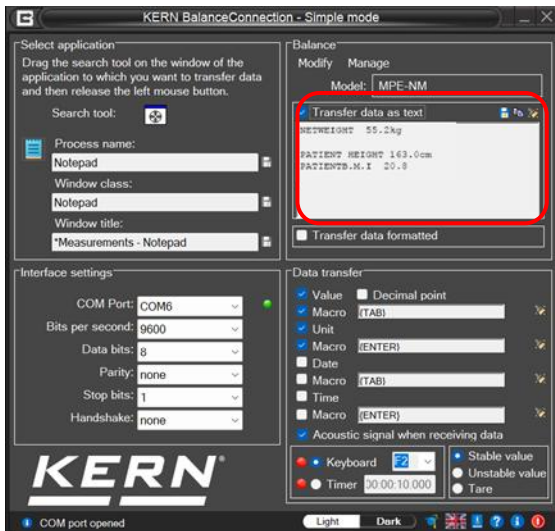 KERN BalanceConnection - Simple mode
Select application
Drag the search tool on the window of the
application to which you want to transfer data
and then release the left mouse button.
Search tool:
Process name:
Notepad
Window class:
Notepad
Window title:
*Measurements - Notepad
Balance
Modify Manage
Model: MPE-NM
Transfer data as text
NETWEIGHT 55.2kg
PATIENT HEIGHT 163.0cm
PATIENTB.M.I 20.8
Transfer data formatted
Interface settings
COM Port: COM6
Bits per second: 9600
Data bits: 8
Parity: none
Stop bits: 1
Handshake: none
Data transfer
Value Decimal point
Macro {TAB}
Unit
Macro {ENTER}
Date
Macro {TAB}
Time
Macro {ENTER}
Acoustic signal when receiving data
Keyboard F2
Timer 00:00:10.000
Stable value
Unstable value
Tare
KERN
COM port opened
Light Dark